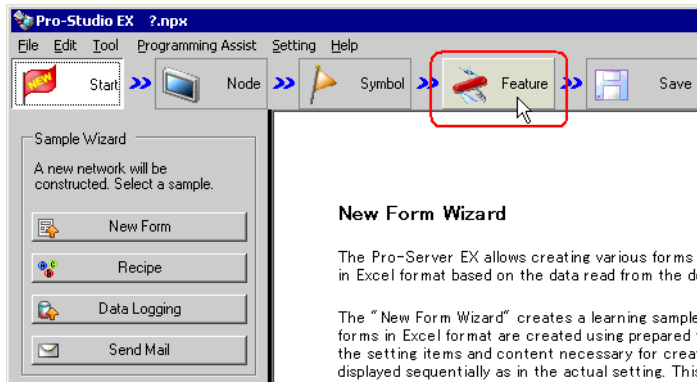 Pro-Studio EX ?.npx
File Edit Tool Programming Assist Setting Help
NEW Start Node Symbol Feature Save
Sample Wizard
A new network will be
constructed. Select a sample.
New Form
Recipe
Data Logging
Send Mail
New Form Wizard
The Pro-Server EX allows creating various forms
in Excel format based on the data read from the
The "New Form Wizard" creates a learning sample
forms in Excel format are created using prepared
the setting items and content necessary for
displayed sequentially as in the actual setting.